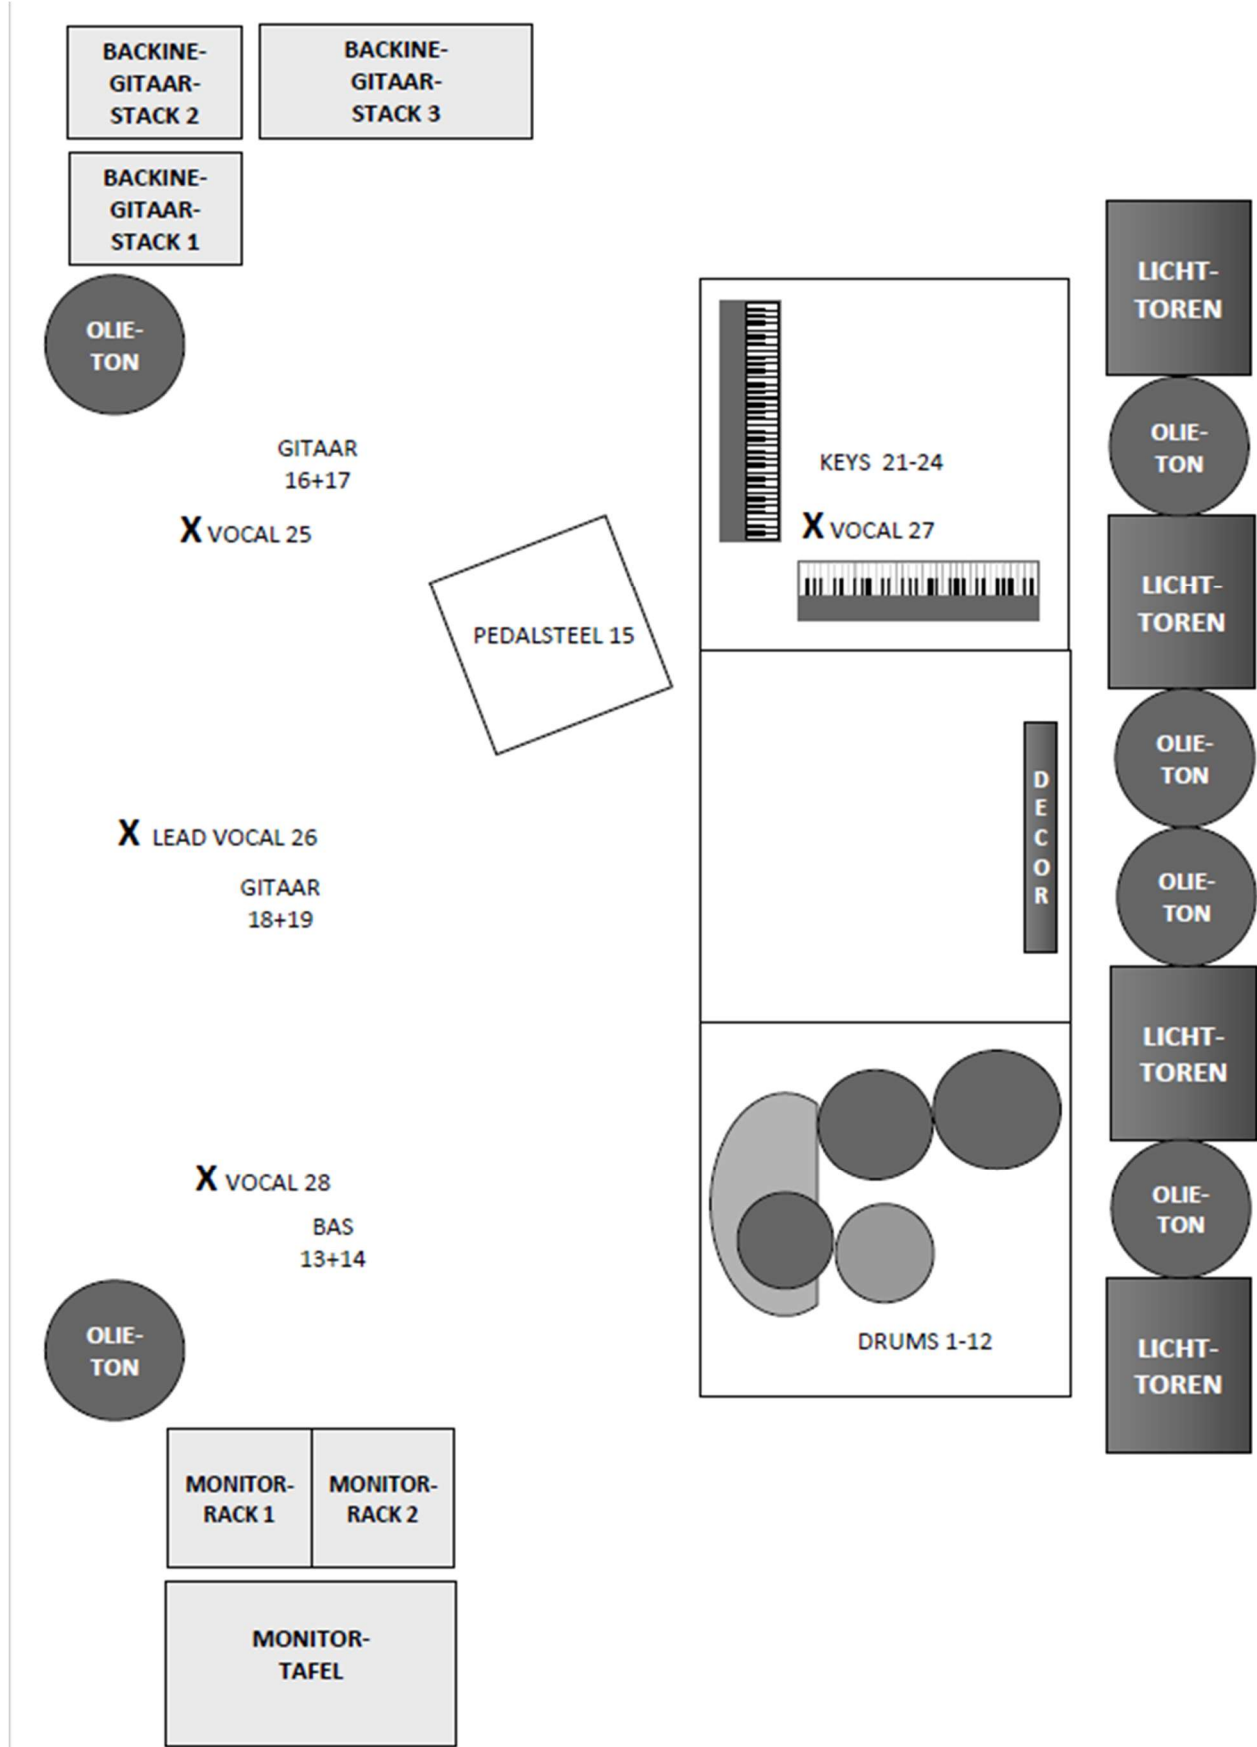 BACKINE-
GITAAR-
STACK 2
BACKINE-
GITAAR-
STACK 3
BACKINE-
GITAAR-
STACK 1
OLIE-
TON
GITAAR
16+17
X VOCAL 25
PEDALSTEEL 15
KEYS 21-24
X VOCAL 27
X LEAD VOCAL 26
GITAAR
18+19
DECOR
X VOCAL 28
BAS
13+14
OLIE-
TON
DRUMS 1-12
MONITOR-
RACK 1
MONITOR-
RACK 2
MONITOR-
TAFEL
LICHT-
TOREN
OLIE-
TON
LICHT-
TOREN
OLIE-
TON
OLIE-
TON
LICHT-
TOREN
OLIE-
TON
LICHT-
TOREN